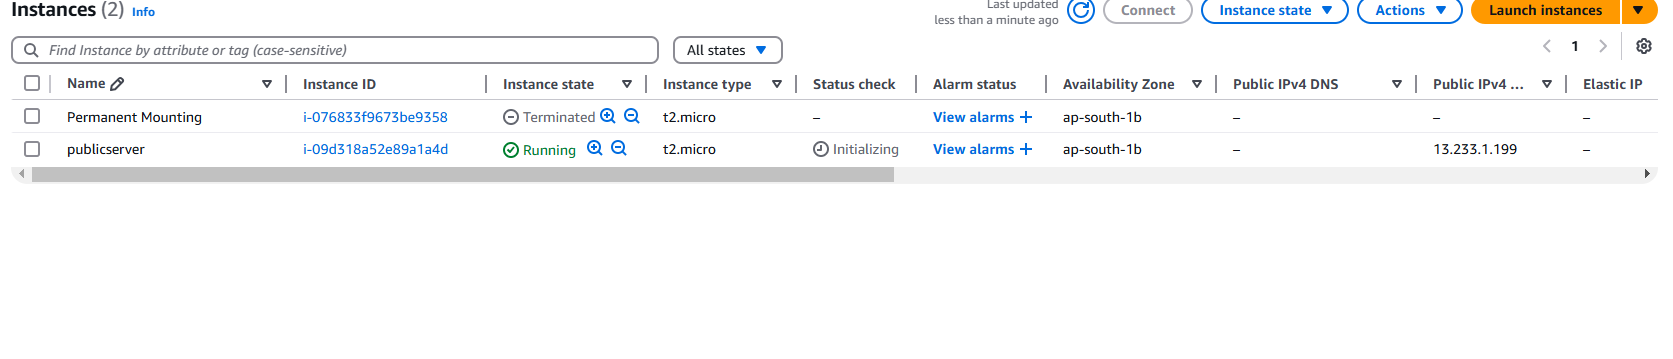 Instances (2) Info
Last updated
less than a minute ago
Connect
Instance state
Actions
Launch instances
Find Instance by attribute or tag (case-sensitive)
All states
1
Name Instance ID Instance state Instance type Status check Alarm status Availability Zone Public IPv4 DNS Public IPv4 ... Elastic IP
Permanent Mounting i-076833f9673be9358 Terminated t2.micro – View alarms + ap-south-1b – – –
publicserver i-09d318a52e89a1a4d Running t2.micro Initializing View alarms + ap-south-1b – 13.233.1.199 –